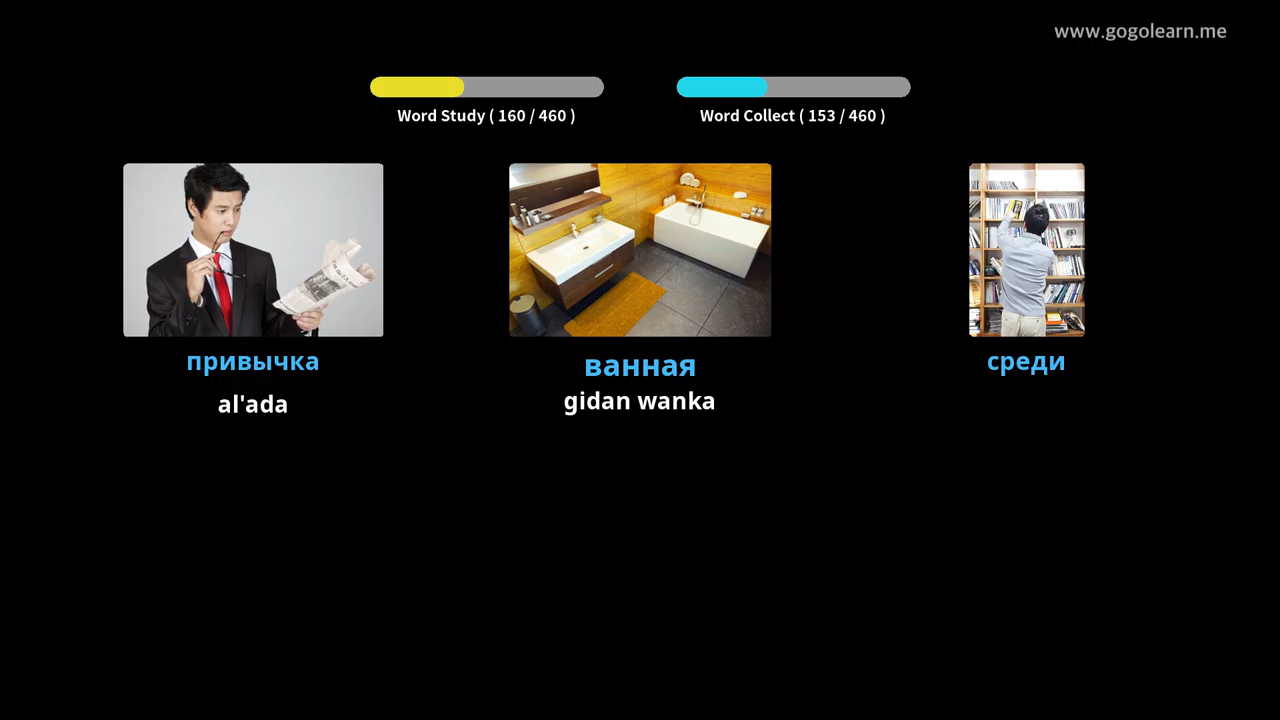 www.gogolearn.me
Word Study ( 160 / 460 )
Word Collect ( 153 / 460 )
привычка
ванная
среди
al'ada
gidan wanka